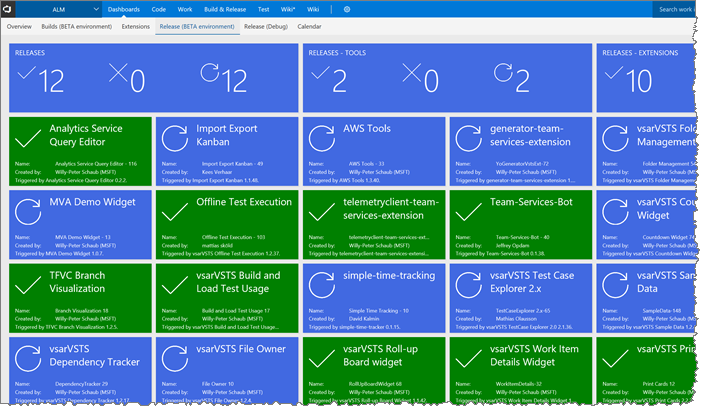 ALM Dashboards Code Work Build & Release Test Wiki* Wiki Search work i
Overview Builds (BETA environment) Extensions Release (BETA environment) Release (Debug) Calendar
RELEASES
12 0 12
RELEASES - TOOLS
2 0 2
RELEASES - EXTENSIONS
10
Analytics Service
Query Editor
Name: Analytics Service Query Editor - 116
Created by: Willy-Peter Schaub (MSFT)
Triggered by Analytics Service Query Editor 0.2.2.
Import Export
Kanban
Name: Import Export Kanban - 49
Created by: Kees Verhaar
Triggered by Import Export Kanban 1.1.48.
AWS Tools
Name: AWS Tools - 33
Created by: Willy-Peter Schaub (MSFT)
Triggered by AWS Tools 1.3.40.
generator-team-
services-extension
Name: YoGeneratorVstsExt-72
Created by: Willy-Peter Schaub (MSFT)
Triggered by generator-team-services-extension 1....
vsarVSTS Fol
Management
Name: Folder Management 54
Created by: Willy-Peter Schaub (M
Triggered by vsarVSTS Folder Managemen
MVA Demo Widget
Name: MVA Demo Widget - 13
Created by: Willy-Peter Schaub (MSFT)
Triggered by MVA Demo Widget 1.0.7.
Offline Test Execution
Name: Offline Test Execution - 103
Created by: mattias sköld
Triggered by vsarVSTS Offline Test Execution 1.2.37.
telemetryclient-team-
services-extension
Name: telemetryclient-team-services-ext...
Created by: Willy-Peter Schaub (MSFT)
Triggered by telemetryclient-team-services-exten...
Team-Services-Bot
Name: Team-Services-Bot - 40
Created by: Jeffrey Opdam
Triggered by Team-Services-Bot 0.1.38.
vsarVSTS Cou
Widget
Name: Countdown Widget 74
Created by: Willy-Peter Schaub (M
Triggered by vsarVSTS Countdown Widget
TFVC Branch
Visualization
Name: Branch Visualization 18
Created by: Willy-Peter Schaub (MSFT)
Triggered by TFVC Branch Visualization 1.2.5.
vsarVSTS Build and
Load Test Usage
Name: Build and Load Test Usage 17
Created by: Willy-Peter Schaub (MSFT)
Triggered by vsarVSTS Build and Load Test Usage...
simple-time-tracking
Name: Simple Time Tracking - 10
Created by: David Kalmin
Triggered by simple-time-tracking 0.1.15.
vsarVSTS Test Case
Explorer 2.x
Name: TestCaseExplorer 2.x-65
Created by: Mathias Olausson
Triggered by vsarVSTS TestCase Explorer 2.0 2.1.36.
vsarVSTS Sam
Data
Name: SampleData-148
Created by: Willy-Peter Schaub (M
Triggered by vsarVSTS Sample Data 1.2.
vsarVSTS
Dependency Tracker
Name: DependencyTracker 29
Created by: Willy-Peter Schaub (MSFT)
Triggered by vsarVSTS Dependency Tracker 1.2.17.
vsarVSTS File Owner
Name: File Owner 10
Created by: Willy-Peter Schaub (MSFT)
Triggered by vsarVSTS File Owner 1.2.4.
vsarVSTS Roll-up
Board widget
Name: RollUpBoardWidget 68
Created by: Willy-Peter Schaub (MSFT)
Triggered by vsarVSTS Roll-up Board Widget 1.1.42.
vsarVSTS Work Item
Details Widget
Name: WorkItemDetails-32
Created by: Willy-Peter Schaub (MSFT)
Triggered by vsarVSTS Work Item Details Widget 1....
vsarVSTS Prin
Cards
Name: Print Cards 12
Created by: Willy-Peter Schaub (M
Triggered by vsarVSTS Print Cards